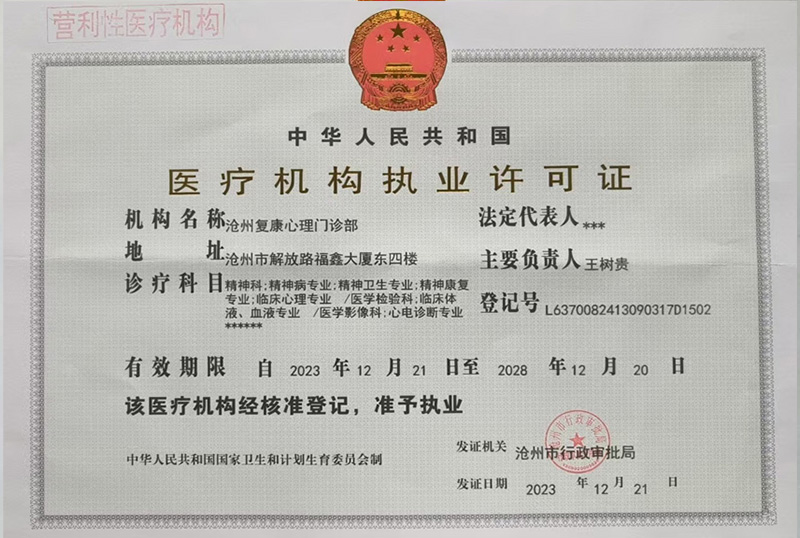 营利性医疗机构
中华人民共和国
医疗机构执业许可证
机构名称 沧州复康心理门诊部
法定代表人 ***
地址 沧州市解放路福鑫大厦东四楼
主要负责人 王树贵
诊疗科目 精神科;精神病专业;精神卫生专业;精神康复
专业;临床心理专业 /医学检验科;临床体
液、血液专业 /医学影像科;心电诊断专业
******
登记号 L6370082413090317D1502
有效期限 自 2023 年 12 月 21 日至 2028 年 12 月 20 日
该医疗机构经核准登记，准予执业
中华人民共和国国家卫生和计划生育委员会制
发证机关 沧州市行政审批局
发证日期 2023 年 12 月 21 日
沧州市行政审批局